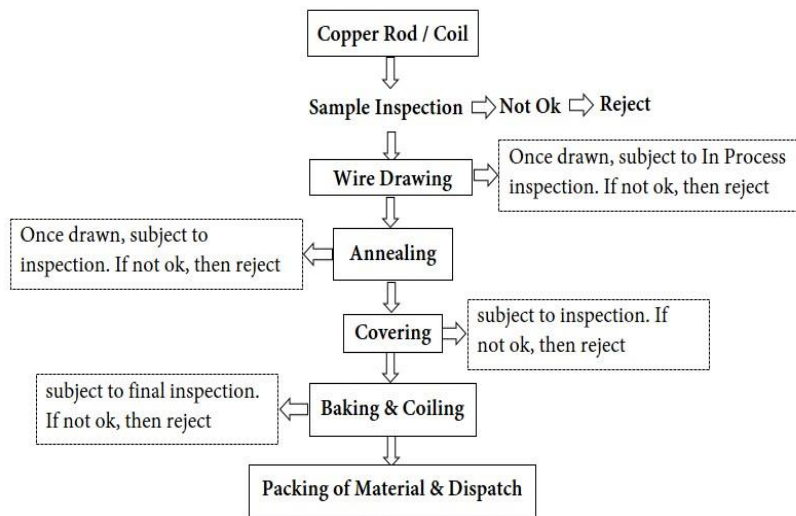 Copper Rod / Coil
Sample Inspection
Not Ok
Reject
Wire Drawing
Once drawn, subject to In Process
inspection. If not ok, then reject
Once drawn, subject to
inspection. If not ok, then reject
Annealing
Covering
subject to inspection. If
not ok, then reject
subject to final inspection.
If not ok, then reject
Baking & Coiling
Packing of Material & Dispatch